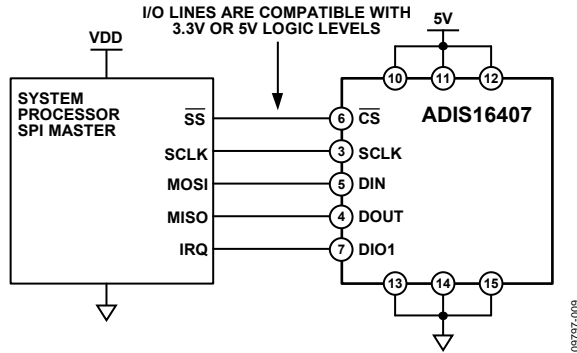 I/O LINES ARE COMPATIBLE WITH
3.3V OR 5V LOGIC LEVELS
VDD
5V
10 11 12
SYSTEM
PROCESSOR
SPI MASTER
ADIS16407
SS 6 CS
SCLK 3 SCLK
MOSI 5 DIN
MISO 4 DOUT
IRQ 7 DIO1
13 14 15
09797-009